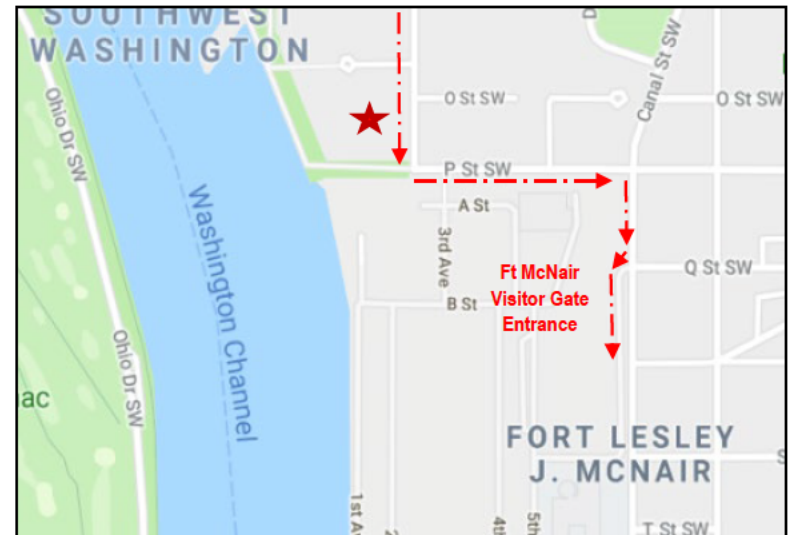 SOUTHWEST
WASHINGTON
Ohio Dr SW
O St SW
Canal St SW
O St SW
P St SW
A St
3rd Ave
Washington Channel
Ft McNair
Visitor Gate
Entrance
Q St SW
B St
Ohio Dr SW
ac
FORT LESLEY
J. MCNAIR
1st Av
2
4th
5th
T St SW